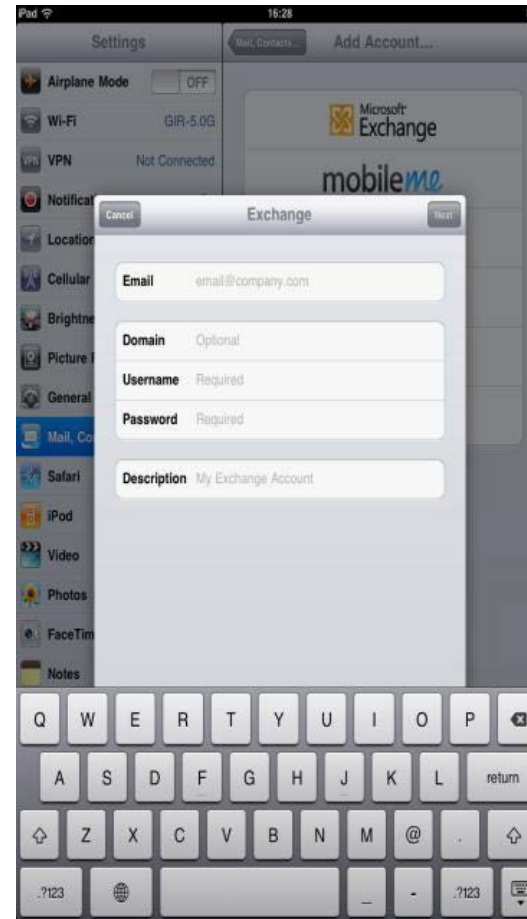 Pad 16:28
Settings
Mail, Contacts... Add Account...
Airplane Mode OFF
Wi-Fi GIR-5.0G
VPN VPN Not Connected
Notificat
Location
Cellular
Brightne
Picture F
General
Mail, Co
Safari
iPod
Video
Photos
FaceTim
Notes
Microsoft
Exchange
mobileme
Cancel Exchange Next
Email email@company.com
Domain Optional
Username Required
Password Required
Description My Exchange Account
Q W E R T Y U I O P
A S D F G H J K L return
Z X C V B N M @ .
.?123 _ - .?123